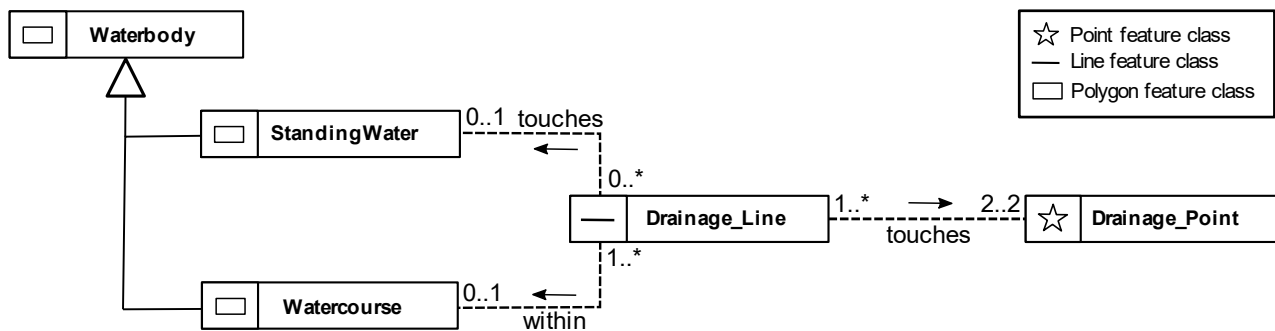 Waterbody
Point feature class
Line feature class
Polygon feature class
StandingWater
0..1 touches
0..*
Drainage_Line
1..*
2..2
Drainage_Point
touches
1..*
Watercourse
0..1
within